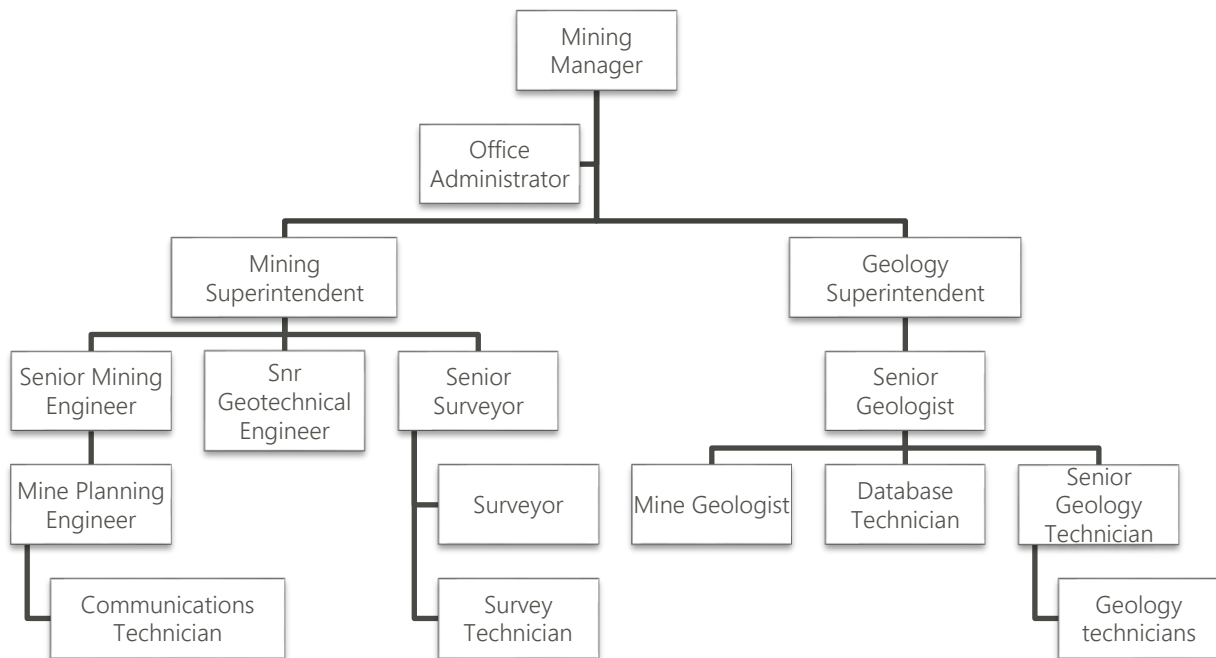 Mining
Manager
Office
Administrator
Mining
Superintendent
Geology
Superintendent
Senior Mining
Engineer
Snr
Geotechnical
Engineer
Senior
Surveyor
Senior
Geologist
Mine Planning
Engineer
Surveyor
Mine Geologist
Database
Technician
Senior
Geology
Technician
Communications
Technician
Survey
Technician
Geology
technicians